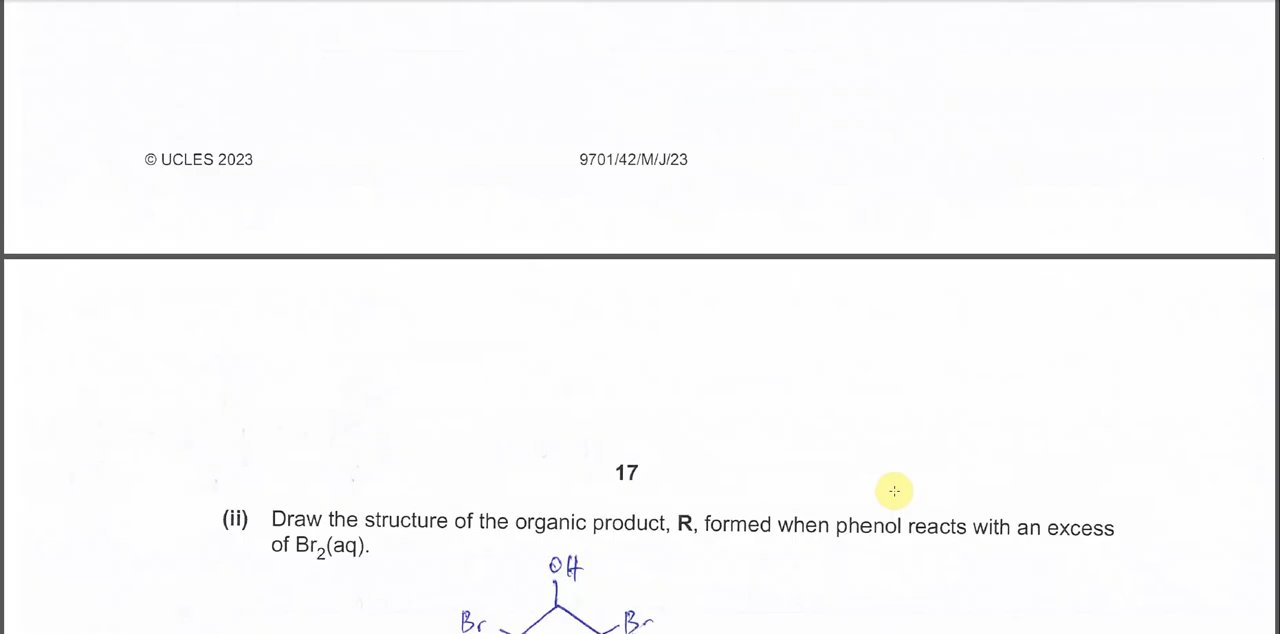 © UCLES 2023 9701/42/M/J/23
17
(ii) Draw the structure of the organic product, R, formed when phenol reacts with an excess
of Br₂(aq).
OH
Br Br